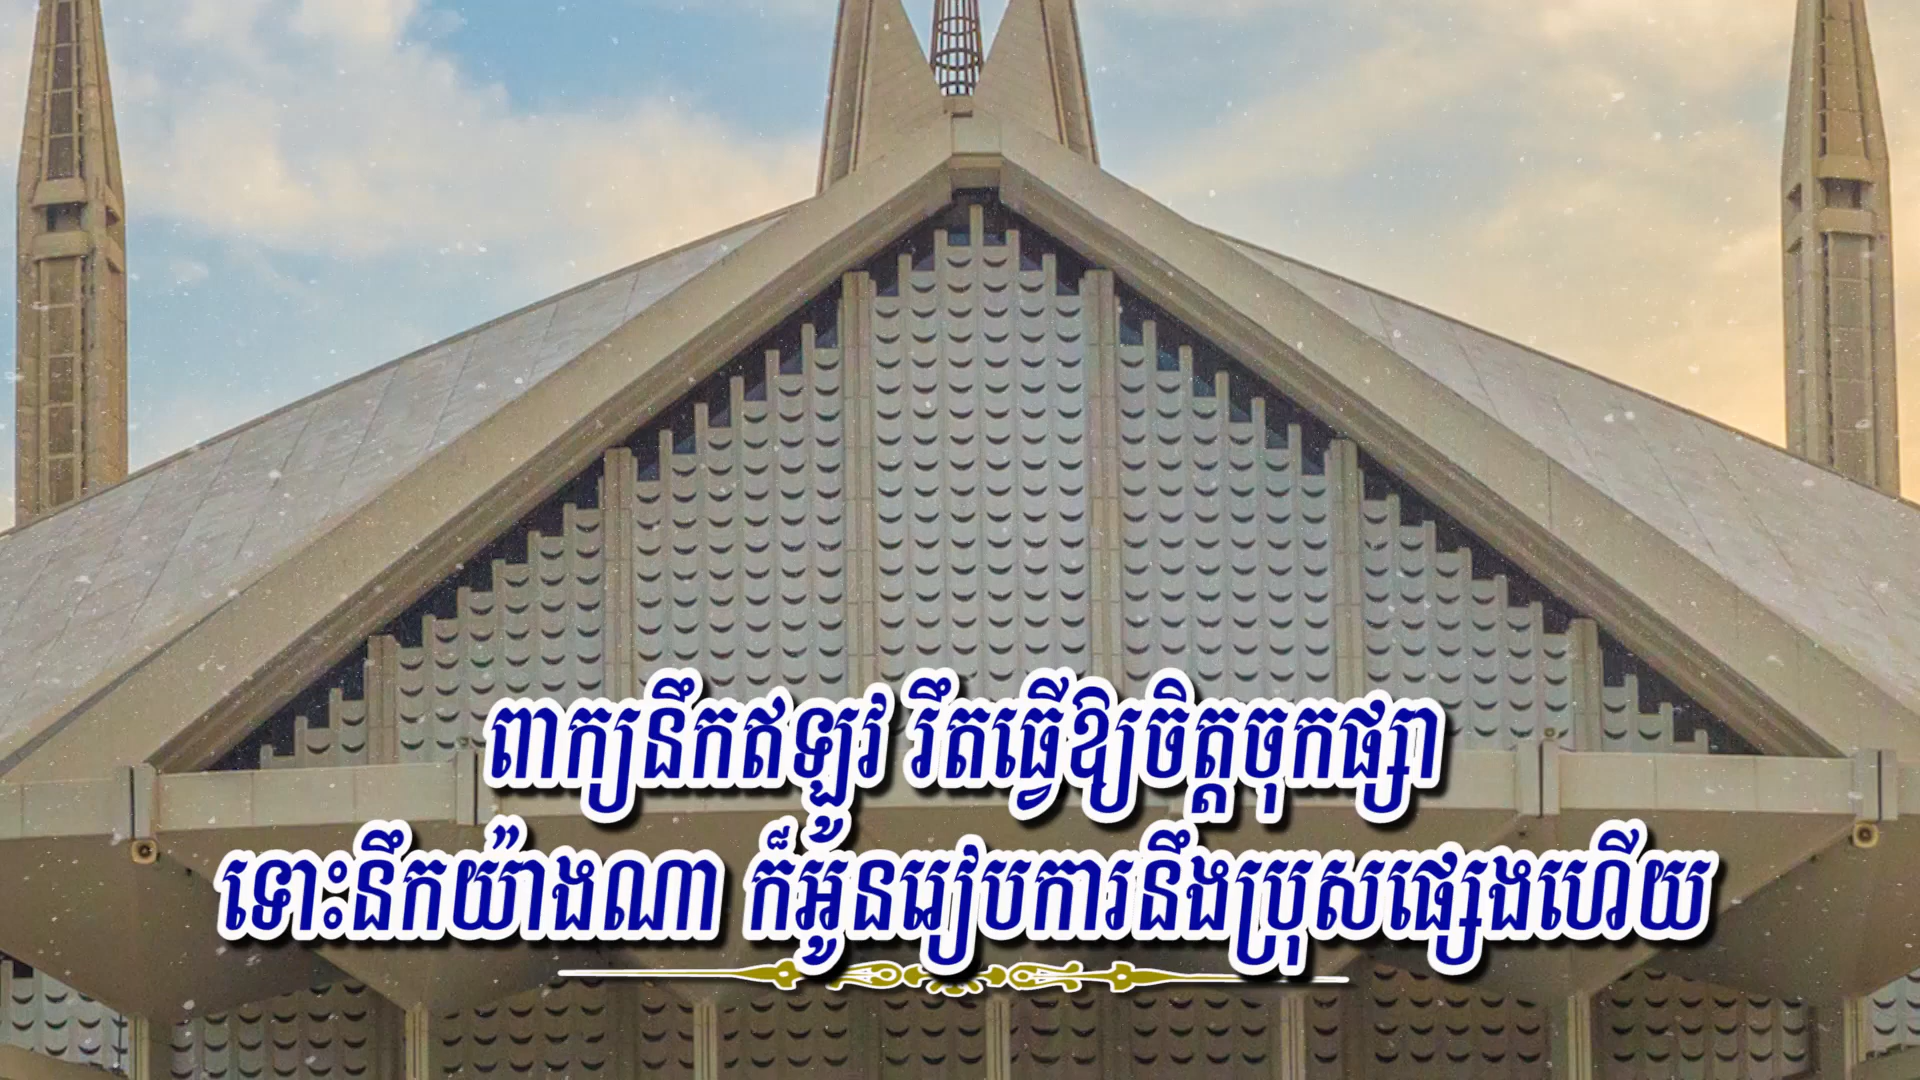 ពាក្យនឹកឥឡូវ រឹតធ្វើឱ្យចិត្តចុកផ្សា
ទោះនឹកយ៉ាងណា ក៏អូនរៀបការនឹងប្រុសផ្សេងហើយ